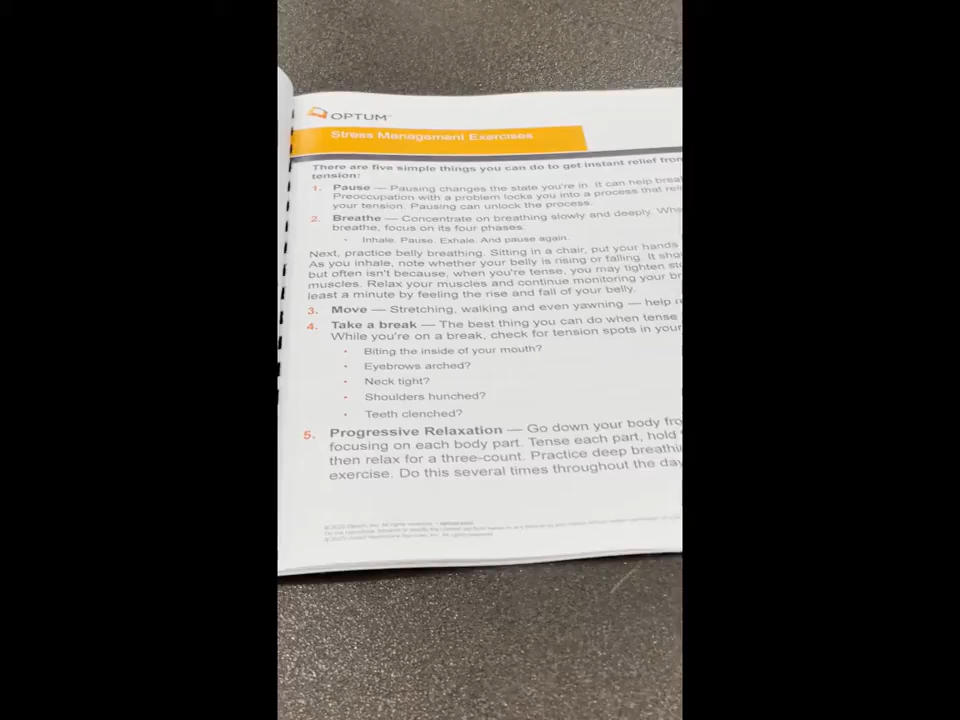 OPTUM
Stress Management Exercises
There are five simple things you can do to get instant relief from
tension:
1. Pause — Pausing changes the state you're in. It can help
Preoccupation with a problem locks you into a process that
your tension. Pausing can unlock the process.
2. Breathe — Concentrate on breathing slowly and deeply.
breathe, focus on its four phases.
· Inhale. Pause. Exhale. And pause again.
Next, practice belly breathing. Sitting in a chair, put your hands
As you inhale, note whether your belly is rising or falling. It
but often isn't because, when you're tense, you may tighten
muscles. Relax your muscles and continue monitoring your
least a minute by feeling the rise and fall of your belly.
3. Move — Stretching, walking and even yawning — help
4. Take a break — The best thing you can do when tense
While you're on a break, check for tension spots in your
· Biting the inside of your mouth?
· Eyebrows arched?
· Neck tight?
· Shoulders hunched?
· Teeth clenched?
5. Progressive Relaxation — Go down your body
focusing on each body part. Tense each part, hold
then relax for a three-count. Practice deep
exercise. Do this several times throughout the day